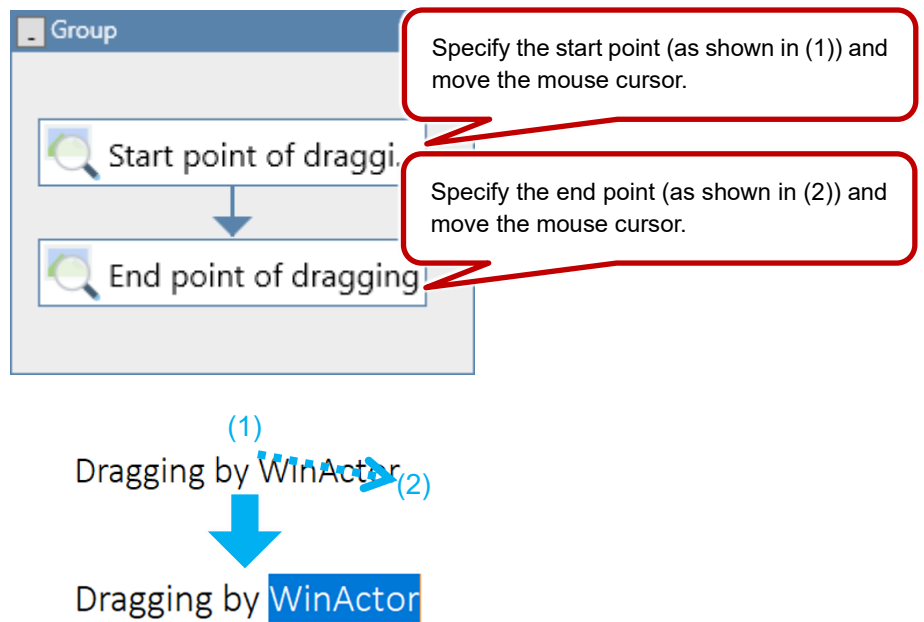 Group
Specify the start point (as shown in (1)) and
move the mouse cursor.
Start point of draggi..
Specify the end point (as shown in (2)) and
move the mouse cursor.
End point of dragging
(1)
Dragging by WinActor
(2)
Dragging by WinActor